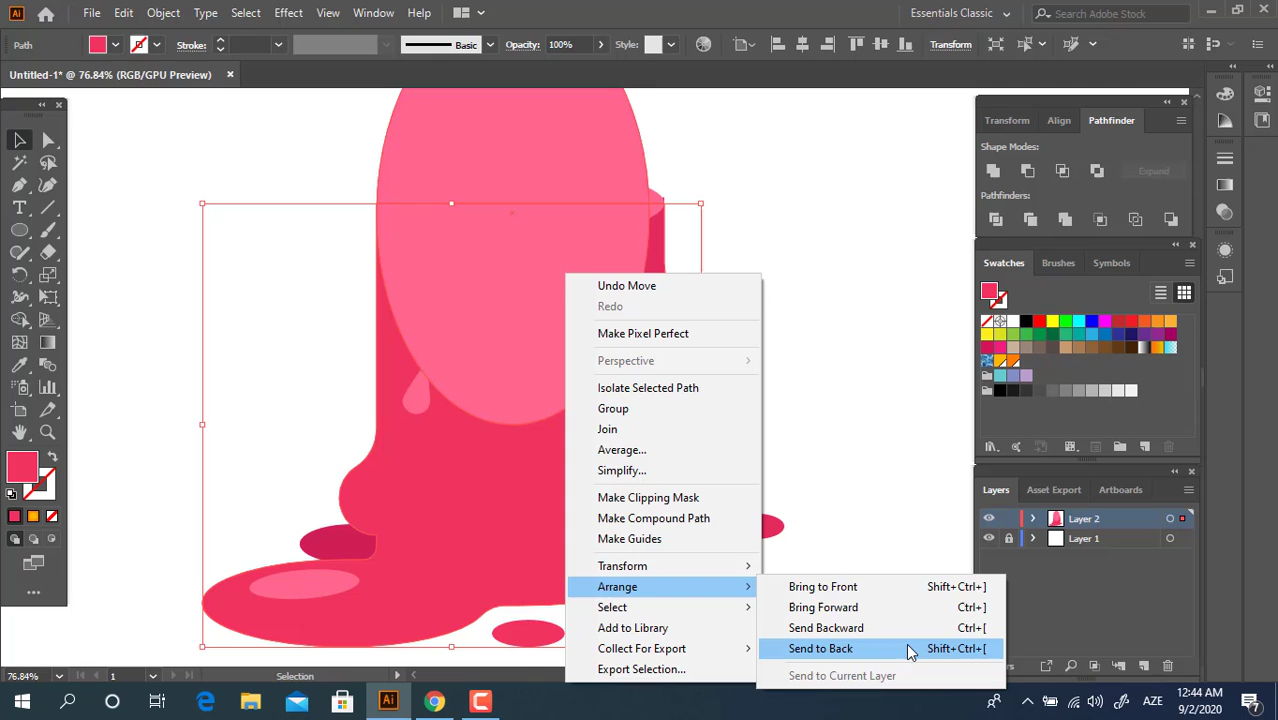 Ai File Edit Object Type Select Effect View Window Help Essentials Classic Search Adobe Stock
Path Stroke: Basic Opacity: 100% Style: Transform
Untitled-1* @ 76.84% (RGB/GPU Preview)
Transform Align Pathfinder
Shape Modes:
Expand
Pathfinders:
Swatches Brushes Symbols
Undo Move
Redo
Make Pixel Perfect
Perspective
Isolate Selected Path
Group
Join
Average...
Simplify...
Make Clipping Mask
Make Compound Path
Make Guides
Transform
Arrange
Select
Add to Library
Collect For Export
Export Selection...
Bring to Front Shift+Ctrl+]
Bring Forward Ctrl+]
Send Backward Ctrl+[
Send to Back Shift+Ctrl+[
Send to Current Layer
Layers Asset Export Artboards
Layer 2
Layer 1
76.84% 1 Selection
Ai AZE 12:44 AM
9/2/2020 7